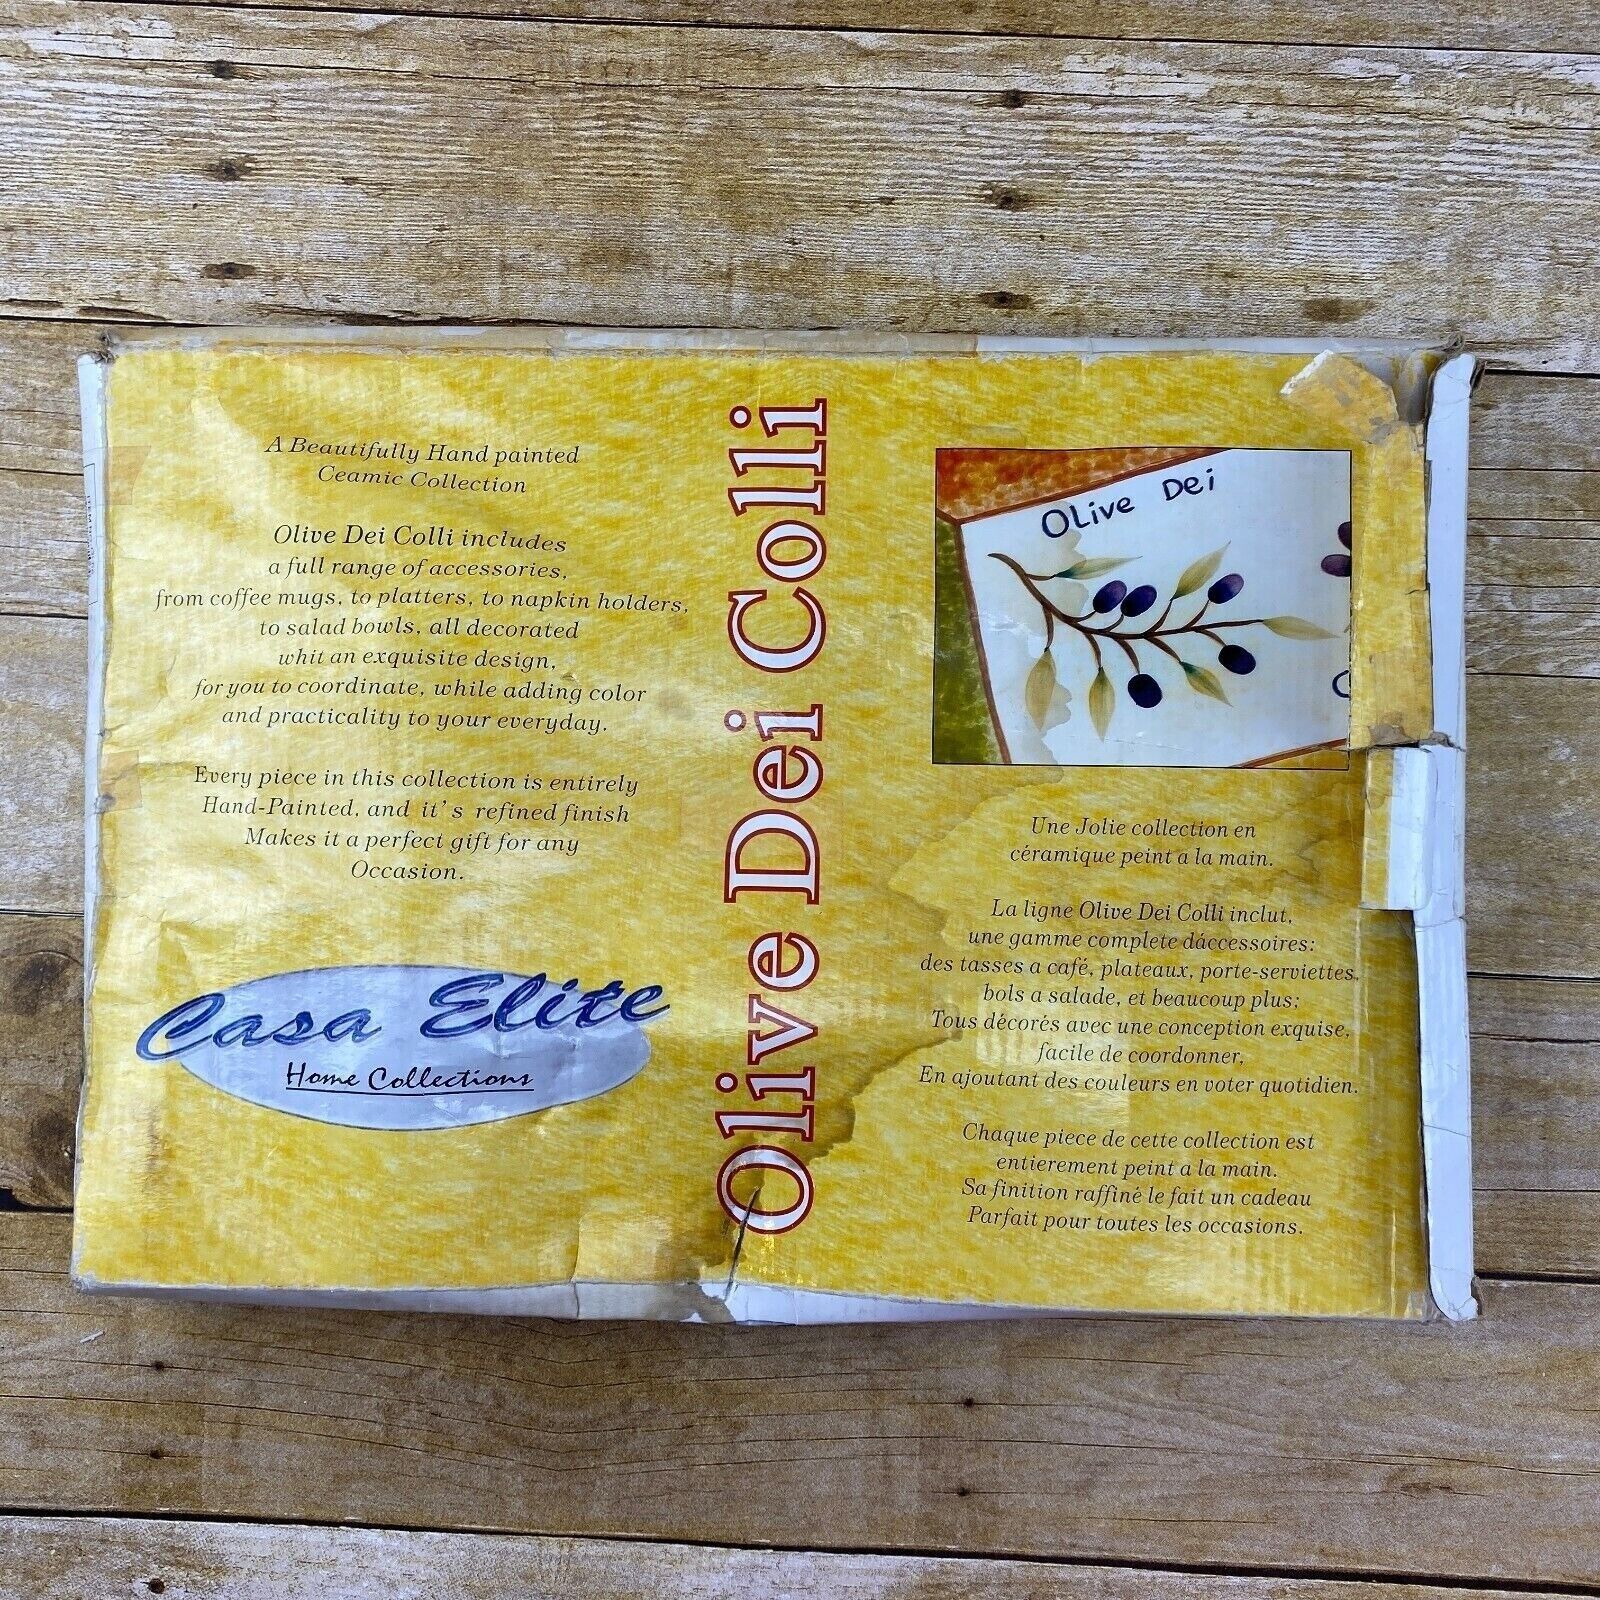 A Beautifully Hand painted
Ceamic Collection
Olive Dei Colli includes
a full range of accessories,
from coffee mugs, to platters, to napkin holders,
to salad bowls, all decorated
whit an exquisite design,
for you to coordinate, while adding color
and practicality to your everyday.
Every piece in this collection is entirely
Hand-Painted, and it's refined finish
Makes it a perfect gift for any
Occasion.
Casa Elite
Home Collections
Olive Dei Colli
OLive Dei
Une Jolie collection en
céramique peint a la main.
La ligne Olive Dei Colli inclut,
une gamme complete dáccessoires:
des tasses a café, plateaux, porte-serviettes,
bols a salade, et beaucoup plus;
Tous décorés avec une conception exquise,
facile de coordonner,
En ajoutant des couleurs en voter quotidien.
Chaque piece de cette collection est
entierement peint a la main.
Sa finition raffiné le fait un cadeau
Parfait pour toutes les occasions.